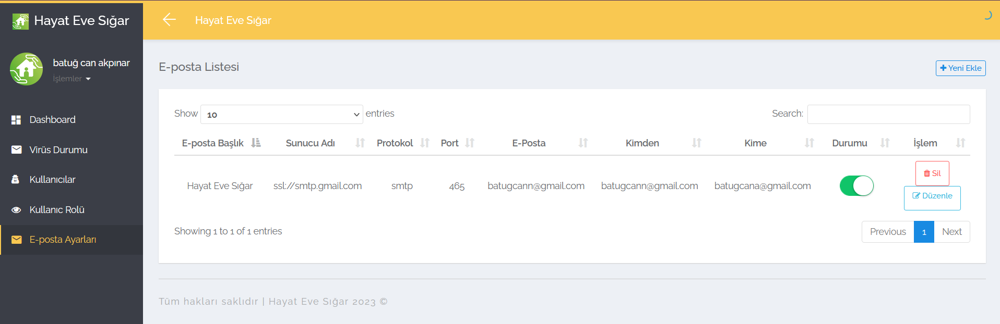 Hayat Eve Sığar
Hayat Eve Sığar
batuğ can akpınar
İşlemler
Dashboard
Virüs Durumu
Kullanıcılar
Kullanıc Rolü
E-posta Ayarları
E-posta Listesi
Yeni Ekle
Show 10 entries
Search:
E-posta Başlık Sunucu Adı Protokol Port E-Posta Kimden Kime Durumu İşlem
Hayat Eve Sığar ssl://smtp.gmail.com smtp 465 batugcann@gmail.com batugcann@gmail.com batugcana@gmail.com
Sil
Düzenle
Showing 1 to 1 of 1 entries
Previous 1 Next
Tüm hakları saklıdır | Hayat Eve Sığar 2023 ©